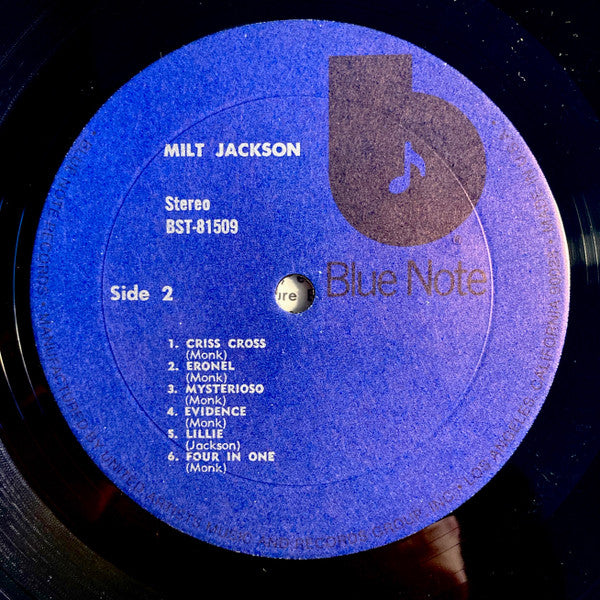 MILT JACKSON
Stereo
BST-81509
Blue Note
Side 2
ure
1. CRISS CROSS
(Monk)
2. ERONEL
(Monk)
3. MYSTERIOSO
(Monk)
4. EVIDENCE
(Monk)
5. LILLIE
(Jackson)
6. FOUR IN ONE
(Monk)